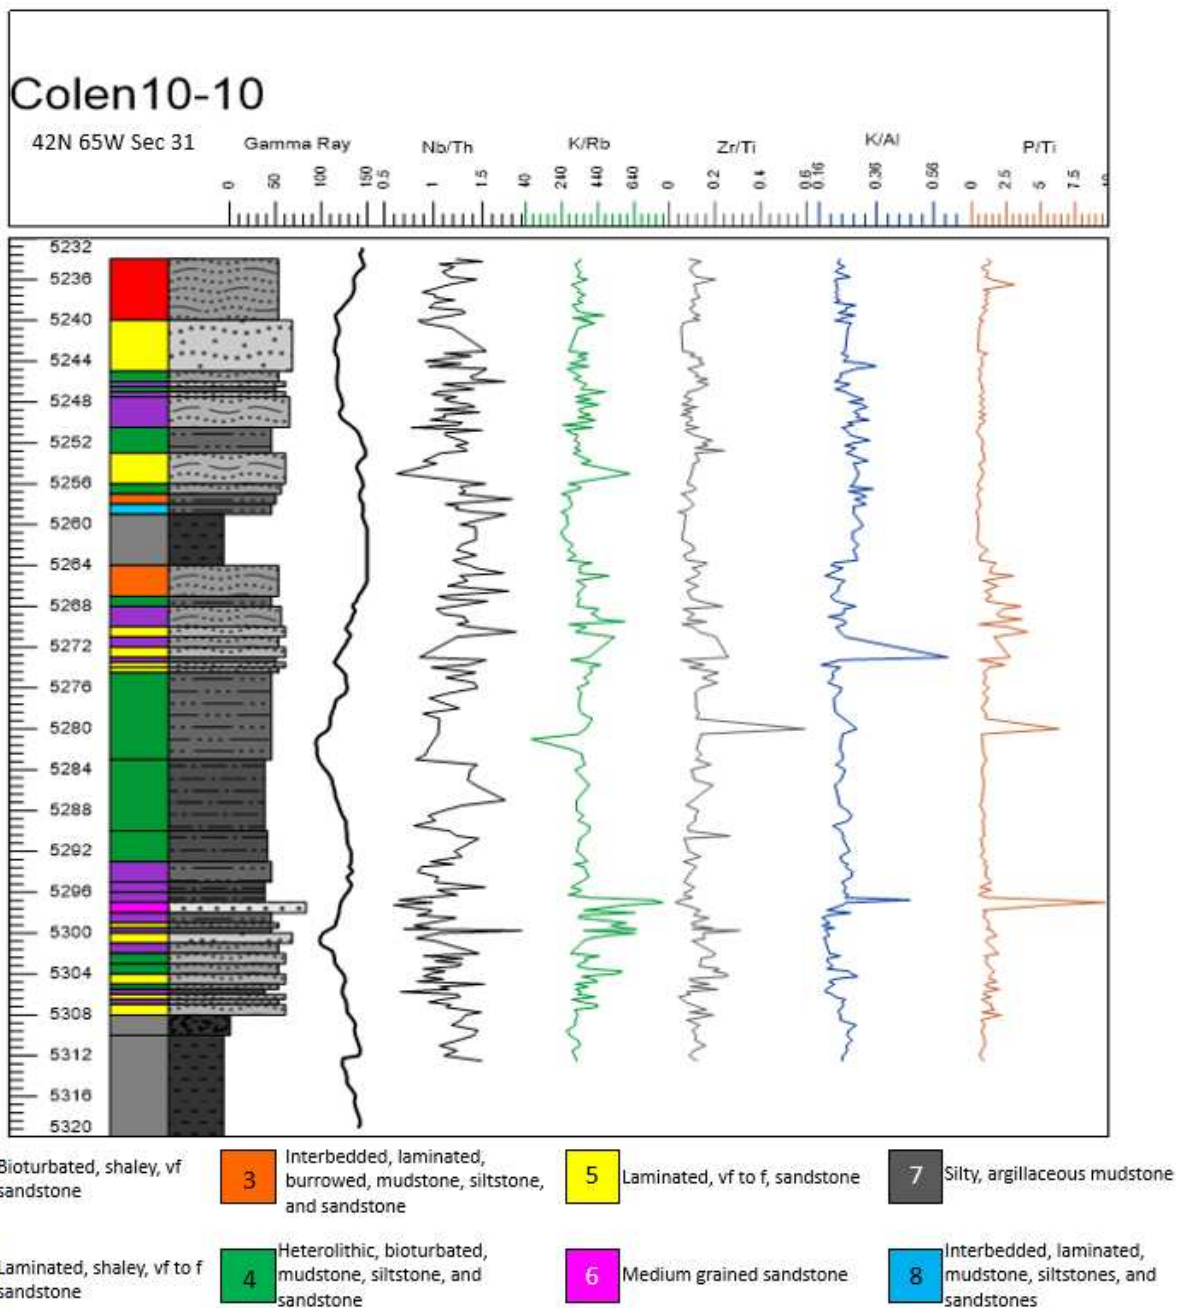 Colen10-10
42N 65W Sec 31
Gamma Ray
Nb/Th
K/Rb
Zr/Ti
K/Al
P/Ti
0 50 100 150
0.5 1 1.5
40 240 440 640
0 0.2 0.4 0.6
0.16 0.36 0.56
0 2.5 5 7.5
5232
5236
5240
5244
5248
5252
5256
5260
5264
5268
5272
5276
5280
5284
5288
5292
5296
5300
5304
5308
5312
5316
5320
Bioturbated, shaley, vf
sandstone
3
Interbedded, laminated,
burrowed, mudstone, siltstone,
and sandstone
5
Laminated, vf to f, sandstone
7
Silty, argillaceous mudstone
Laminated, shaley, vf to f
sandstone
4
Heterolithic, bioturbated,
mudstone, siltstone, and
sandstone
6
Medium grained sandstone
8
Interbedded, laminated,
mudstone, siltstones, and
sandstones